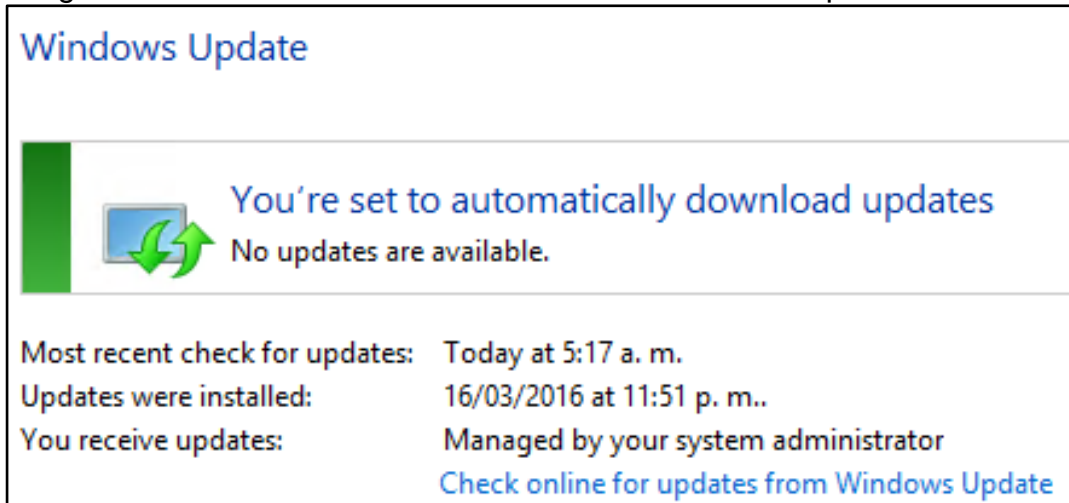 Windows Update
You're set to automatically download updates
No updates are available.
Most recent check for updates: Today at 5:17 a. m.
Updates were installed: 16/03/2016 at 11:51 p. m..
You receive updates: Managed by your system administrator
Check online for updates from Windows Update